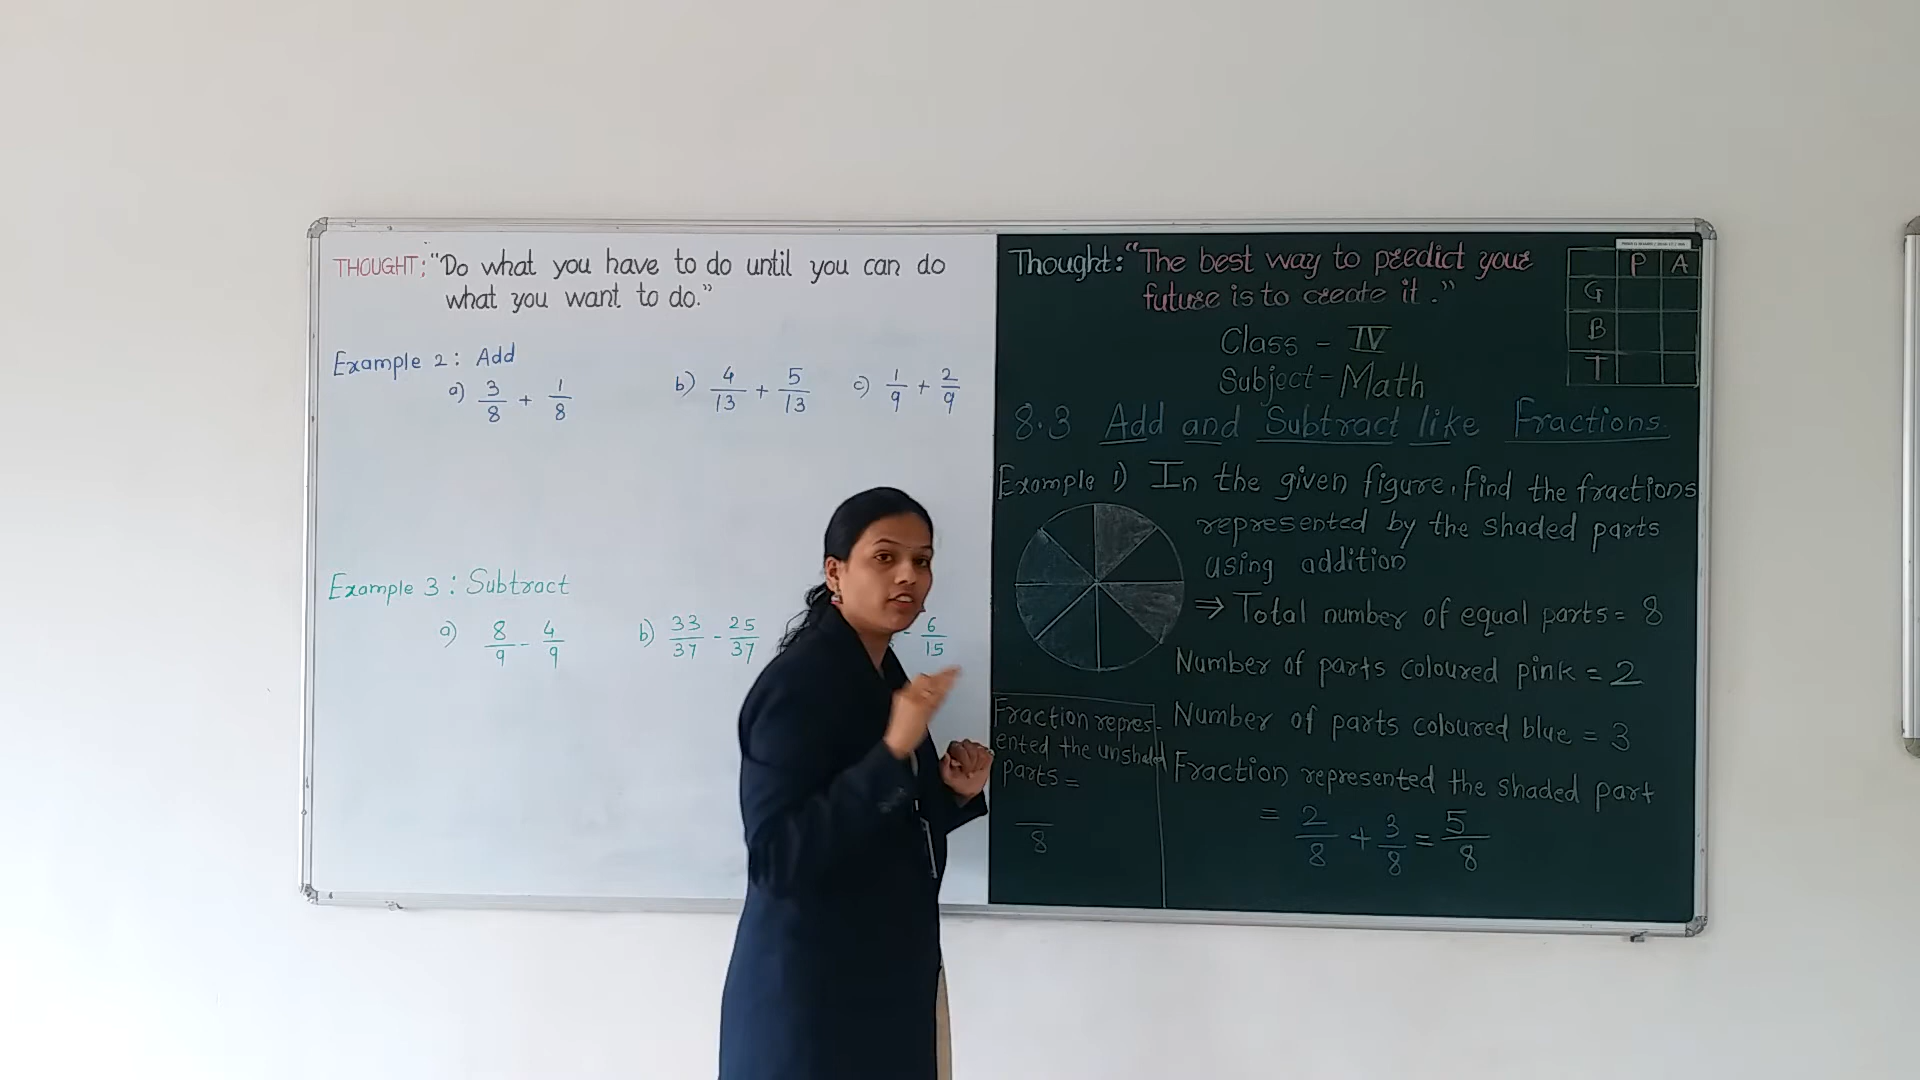 THOUGHT: "Do what you have to do until you can do
what you want to do."
Example 2: Add
a) 3/8 + 1/8 b) 4/13 + 5/13 c) 1/9 + 2/9
Example 3: Subtract
a) 8/9 - 4/9 b) 33/37 - 25/37 - 6/15
Thought: "The best way to predict your
future is to create it."
P A
G
B
T
Class - IV
Subject - Math
8.3 Add and Subtract like Fractions.
Example 1) In the given figure, find the fractions
represented by the shaded parts
using addition
⇒ Total number of equal parts = 8
Number of parts coloured pink = 2
Number of parts coloured blue = 3
Fraction represented the shaded part
= 2/8 + 3/8 = 5/8
Fraction repres-
ented the unshaded
parts =
/8